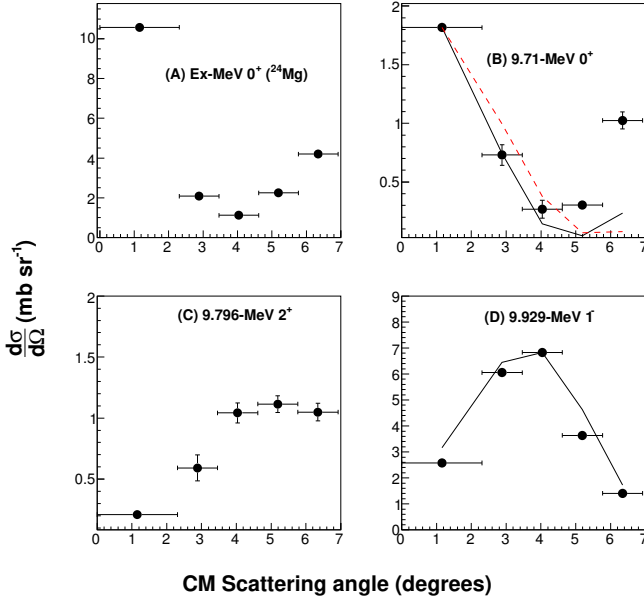 (A) Ex-MeV 0⁺ (²⁴Mg)
10
8
6
4
2
0
0 1 2 3 4 5 6 7
(B) 9.71-MeV 0⁺
2
1.5
1
0.5
0 1 2 3 4 5 6 7
(C) 9.796-MeV 2⁺
2
1.5
1
0.5
0 1 2 3 4 5 6 7
(D) 9.929-MeV 1⁻
9
8
7
6
5
4
3
2
1
0
0 1 2 3 4 5 6 7
dσ/dΩ (mb sr⁻¹)
CM Scattering angle (degrees)